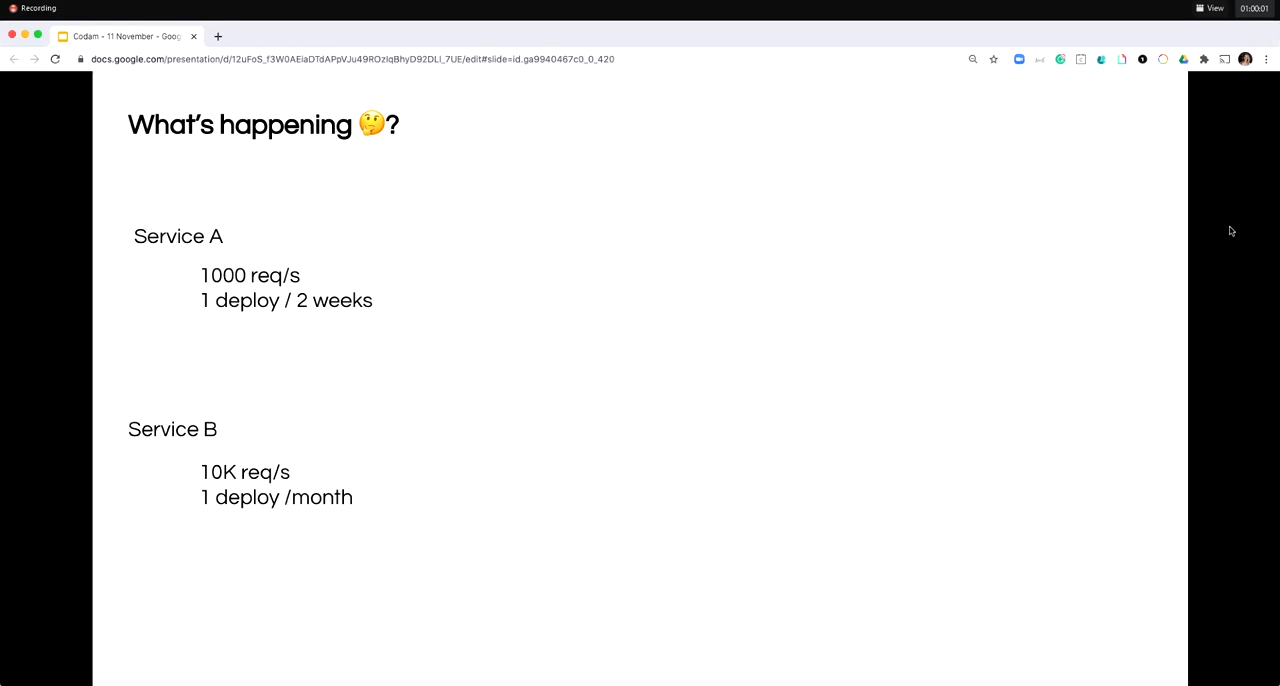 Recording
View
01:00:01
Codam - 11 November - Goog
docs.google.com/presentation/d/12uFoS_f3W0AEiaDTdAPpVJu49ROzIqBhyD92DLl_7UE/edit#slide=id.ga9940467c0_0_420
What's happening 🤔?
Service A
1000 req/s
1 deploy / 2 weeks
Service B
10K req/s
1 deploy /month